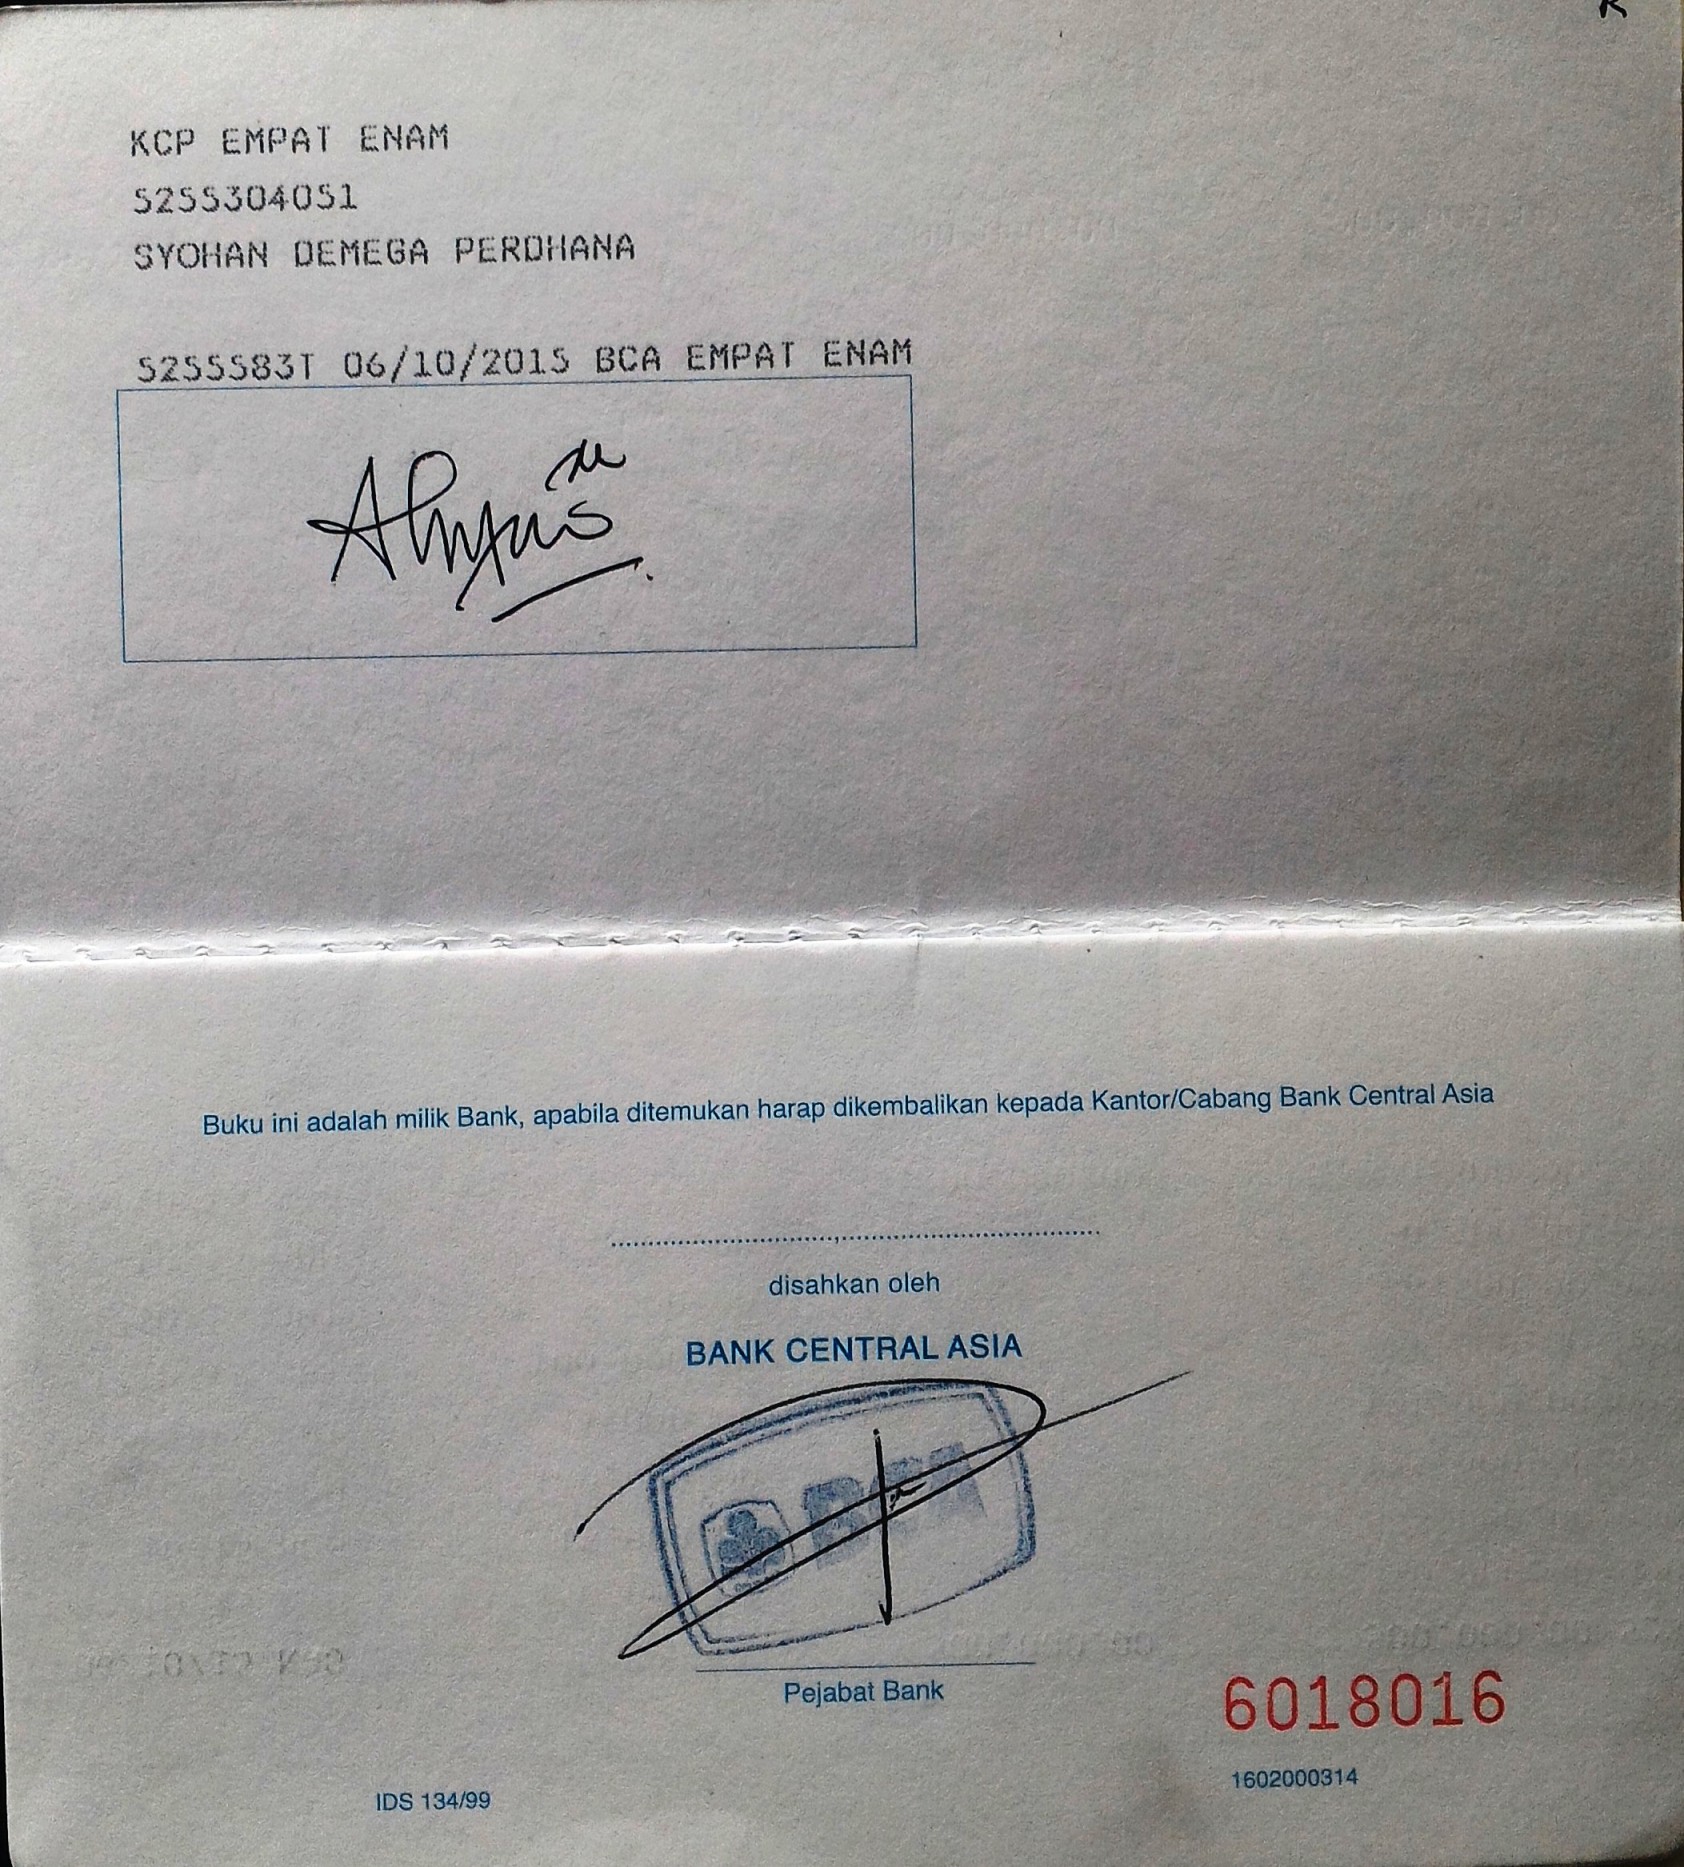 KCP EMPAT ENAM
5255304051
SYOHAN DEMEGA PERDHANA
5255583T 06/10/2015 BCA EMPAT ENAM
Buku ini adalah milik Bank, apabila ditemukan harap dikembalikan kepada Kantor/Cabang Bank Central Asia
disahkan oleh
BANK CENTRAL ASIA
BCA
Pejabat Bank
6018016
1602000314
IDS 134/99